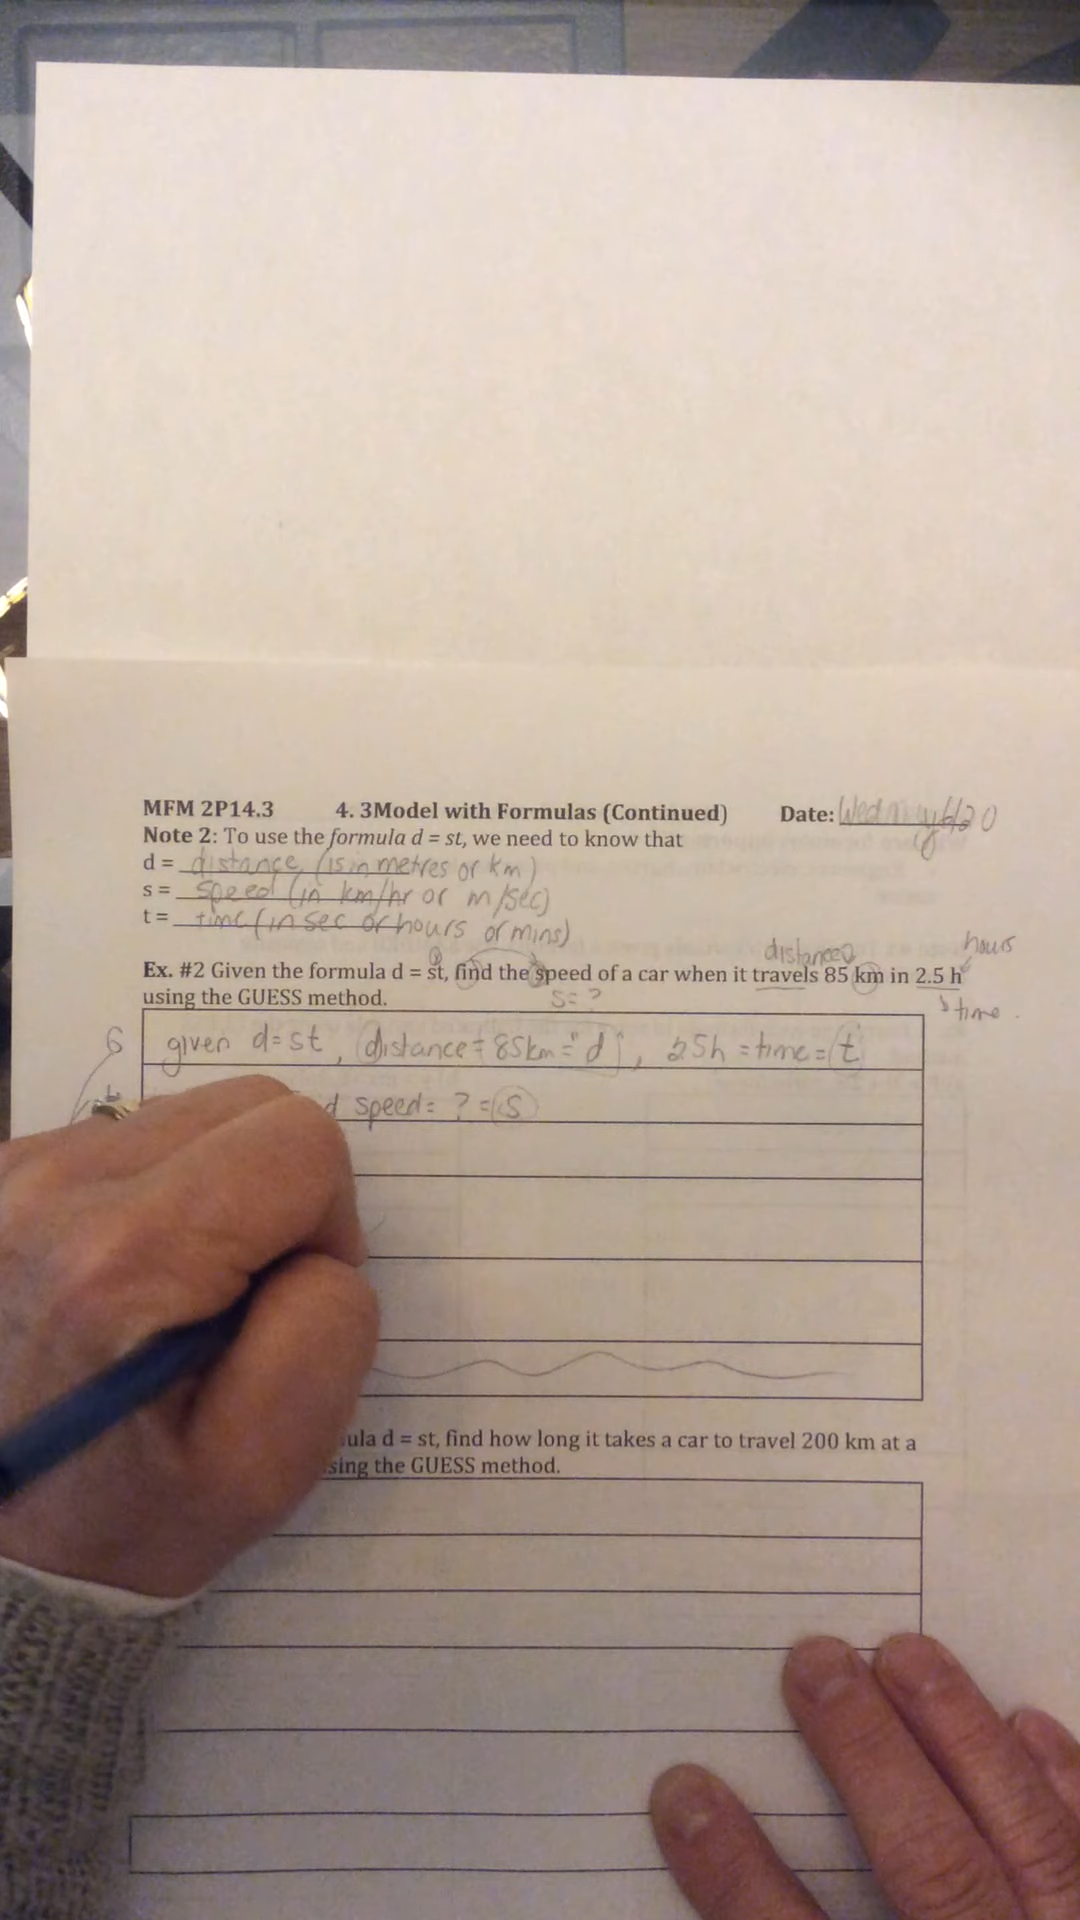 MFM 2P14.3 4. 3Model with Formulas (Continued) Date: Wed May 6/20
Note 2: To use the formula d = st, we need to know that
d = distance (is in metres or km)
s = speed (in km/hr or m/sec)
t = time (in sec or hours or mins)
distance hours
Ex. #2 Given the formula d = st, find the speed of a car when it travels 85 km in 2.5 h
using the GUESS method. s = ? time
G given d = st, distance = 85km = "d", 2.5h = time = t
speed = ? = S
ula d = st, find how long it takes a car to travel 200 km at a
sing the GUESS method.